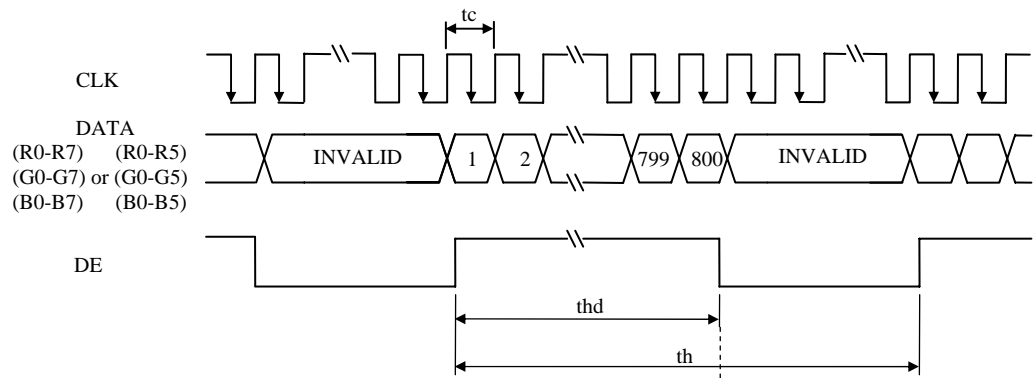 tc
CLK
DATA
(R0-R7) (R0-R5)
(G0-G7) or (G0-G5)
(B0-B7) (B0-B5)
INVALID 1 2 799 800 INVALID
DE
thd
th